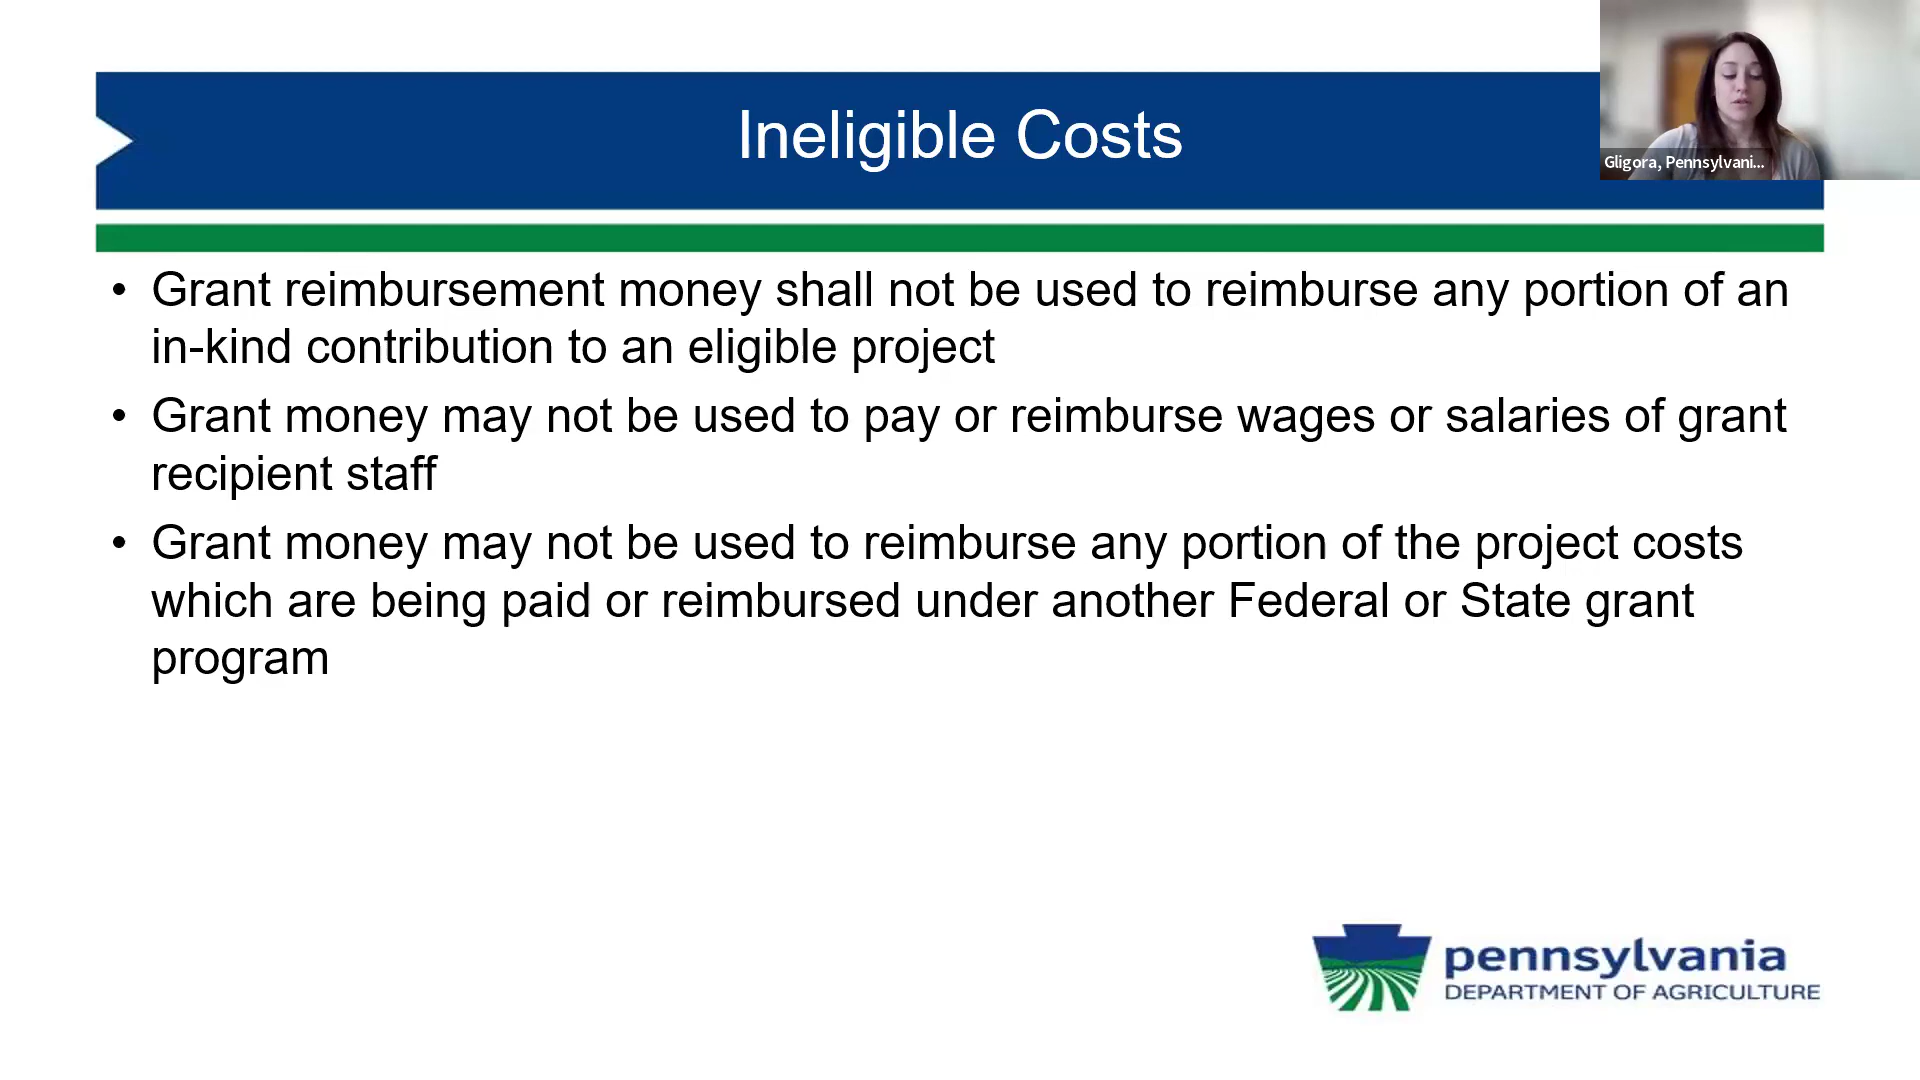 Ineligible Costs
Gligora, Pennsylvani...
• Grant reimbursement money shall not be used to reimburse any portion of an
in-kind contribution to an eligible project
• Grant money may not be used to pay or reimburse wages or salaries of grant
recipient staff
• Grant money may not be used to reimburse any portion of the project costs
which are being paid or reimbursed under another Federal or State grant
program
pennsylvania
DEPARTMENT OF AGRICULTURE